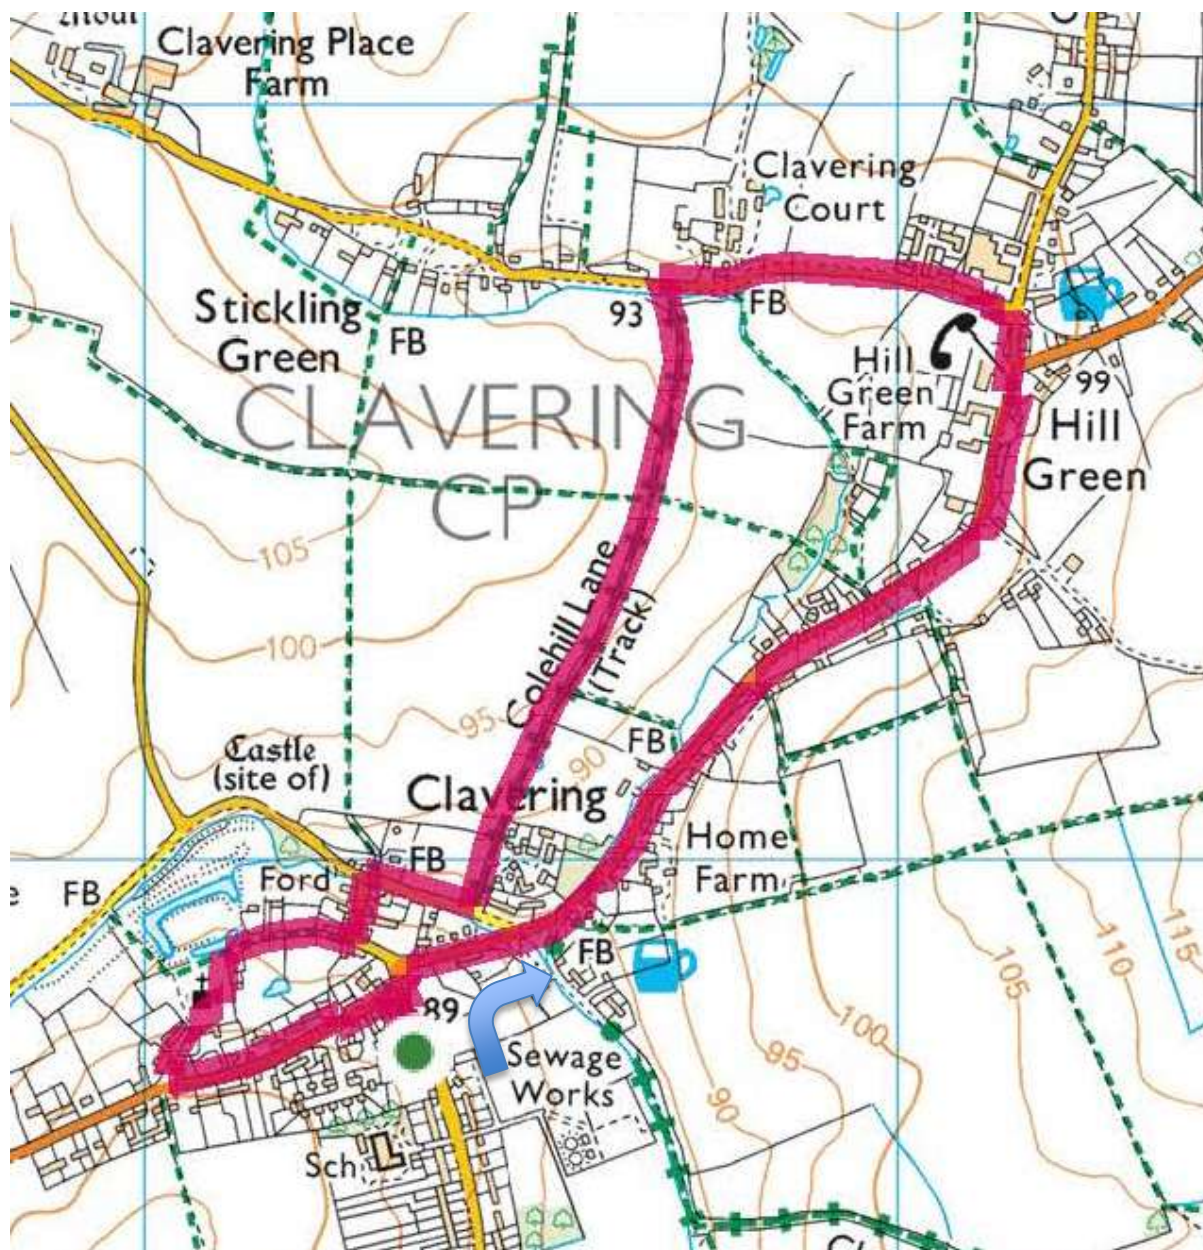 Clavering Place
Farm
Clavering
Court
Stickling
Green
FB
93
FB
Hill
Green
Farm
99
Hill
Green
CLAVERING
CP
105
100
95
90
Colehill Lane
(Track)
Castle
(site of)
FB
Clavering
FB
Home
Farm
FB
Ford
e
FB
89
Sewage
Works
Sch
100
95
90
105
110
115